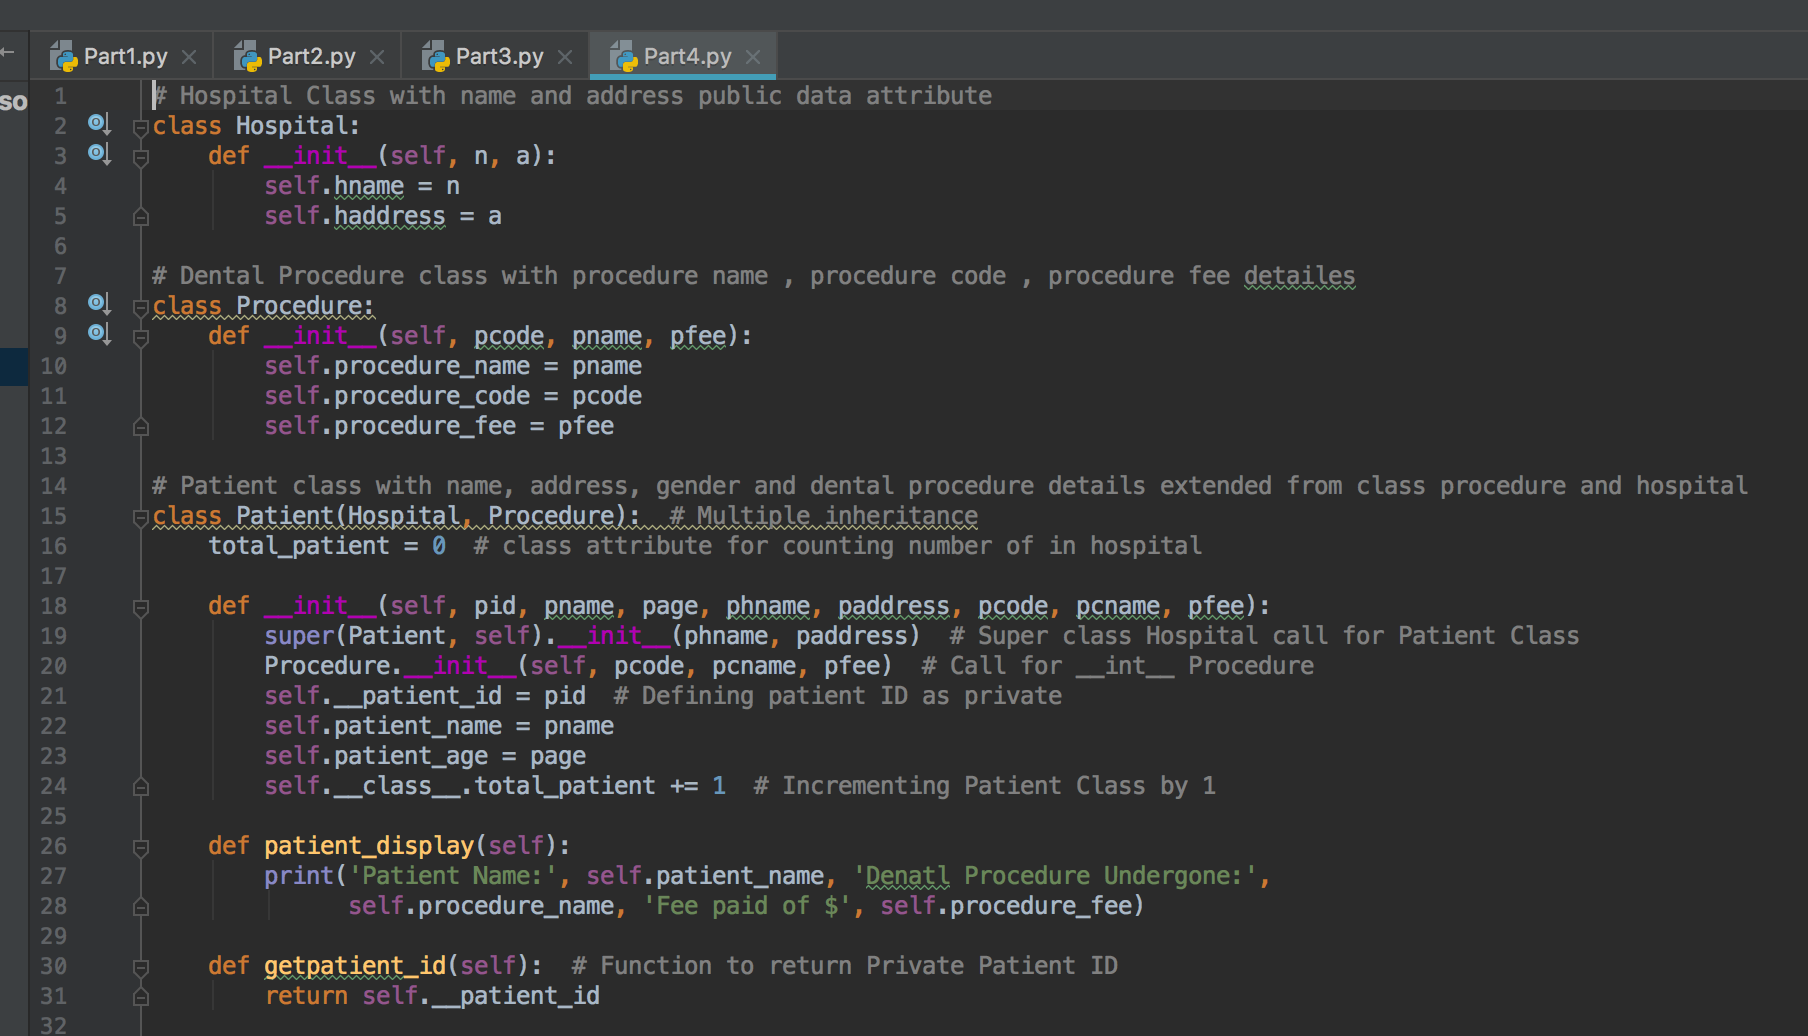 Part1.py Part2.py Part3.py Part4.py
so
1 # Hospital Class with name and address public data attribute
2 class Hospital:
3     def __init__(self, n, a):
4         self.hname = n
5         self.haddress = a
6
7 # Dental Procedure class with procedure name , procedure code , procedure fee detailes
8 class Procedure:
9     def __init__(self, pcode, pname, pfee):
10         self.procedure_name = pname
11         self.procedure_code = pcode
12         self.procedure_fee = pfee
13
14 # Patient class with name, address, gender and dental procedure details extended from class procedure and hospital
15 class Patient(Hospital, Procedure):  # Multiple inheritance
16     total_patient = 0  # class attribute for counting number of in hospital
17
18     def __init__(self, pid, pname, page, phname, paddress, pcode, pcname, pfee):
19         super(Patient, self).__init__(phname, paddress)  # Super class Hospital call for Patient Class
20         Procedure.__init__(self, pcode, pcname, pfee)  # Call for __int__ Procedure
21         self.__patient_id = pid  # Defining patient ID as private
22         self.patient_name = pname
23         self.patient_age = page
24         self.__class__.total_patient += 1  # Incrementing Patient Class by 1
25
26     def patient_display(self):
27         print('Patient Name:', self.patient_name, 'Denatl Procedure Undergone:',
28               self.procedure_name, 'Fee paid of $', self.procedure_fee)
29
30     def getpatient_id(self):  # Function to return Private Patient ID
31         return self.__patient_id
32